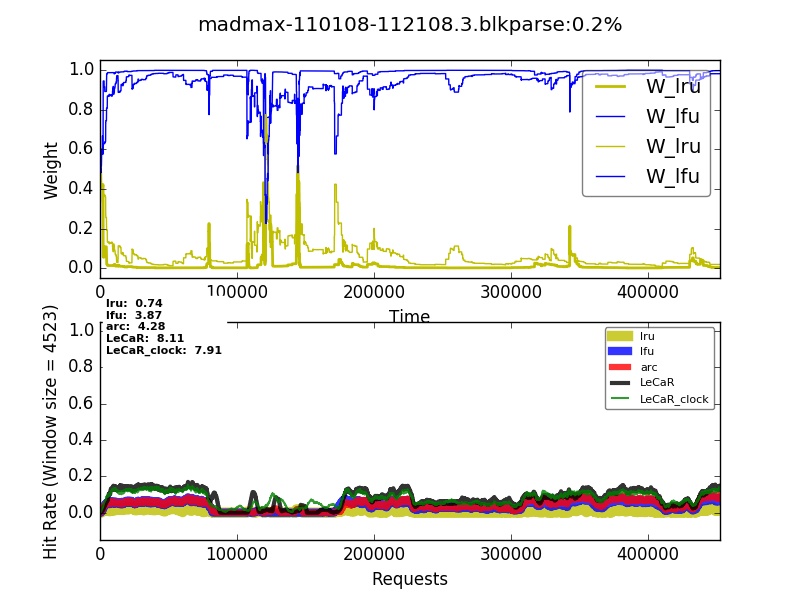 madmax-110108-112108.3.blkparse:0.2%
1.0
0.8
0.6
0.4
0.2
0.0
Weight
W_lru
W_lfu
W_lru
W_lfu
0
100000
200000
300000
400000
Time
lru: 0.74
lfu: 3.87
arc: 4.28
LeCaR: 8.11
LeCaR_clock: 7.91
1.0
0.8
0.6
0.4
0.2
0.0
Hit Rate (Window size = 4523)
lru
lfu
arc
LeCaR
LeCaR_clock
0
100000
200000
300000
400000
Requests